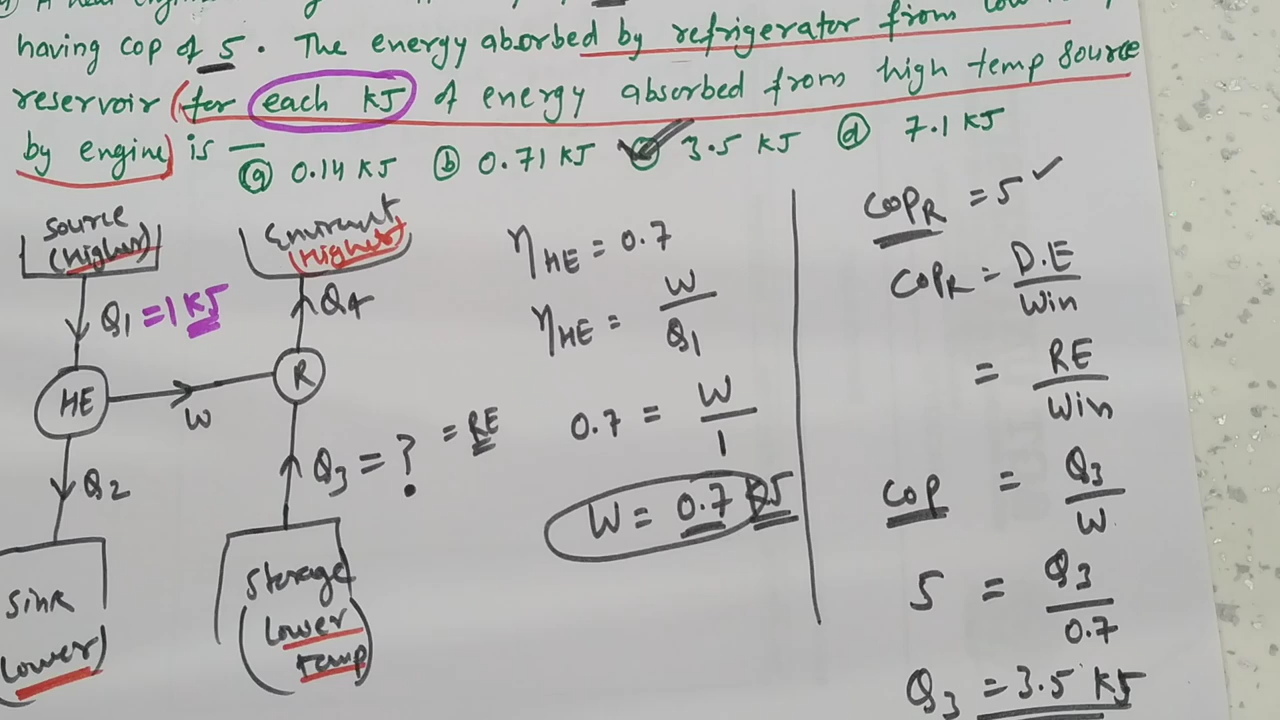 having cop of 5. The energy aborbed by refrigerator from low
reservoir (for each KJ of energy absorbed from high temp source
by engine) is —
(a) 0.14 KJ (b) 0.71 KJ 3.5 KJ (d) 7.1 KJ
Source
(higher)
Q1 = 1 KJ
HE
W
Q2
Sink
(Lower)
(Higher)
Q4
R
Q3 = ? = RE
Storage
(Lower
temp)
ηHE = 0.7
ηHE = W/Q1
0.7 = W/1
W = 0.7 KJ
COPR = 5 ✓
COPR = D.E/Win
= RE/Win
COP = Q3/W
5 = Q3/0.7
Q3 = 3.5 KJ